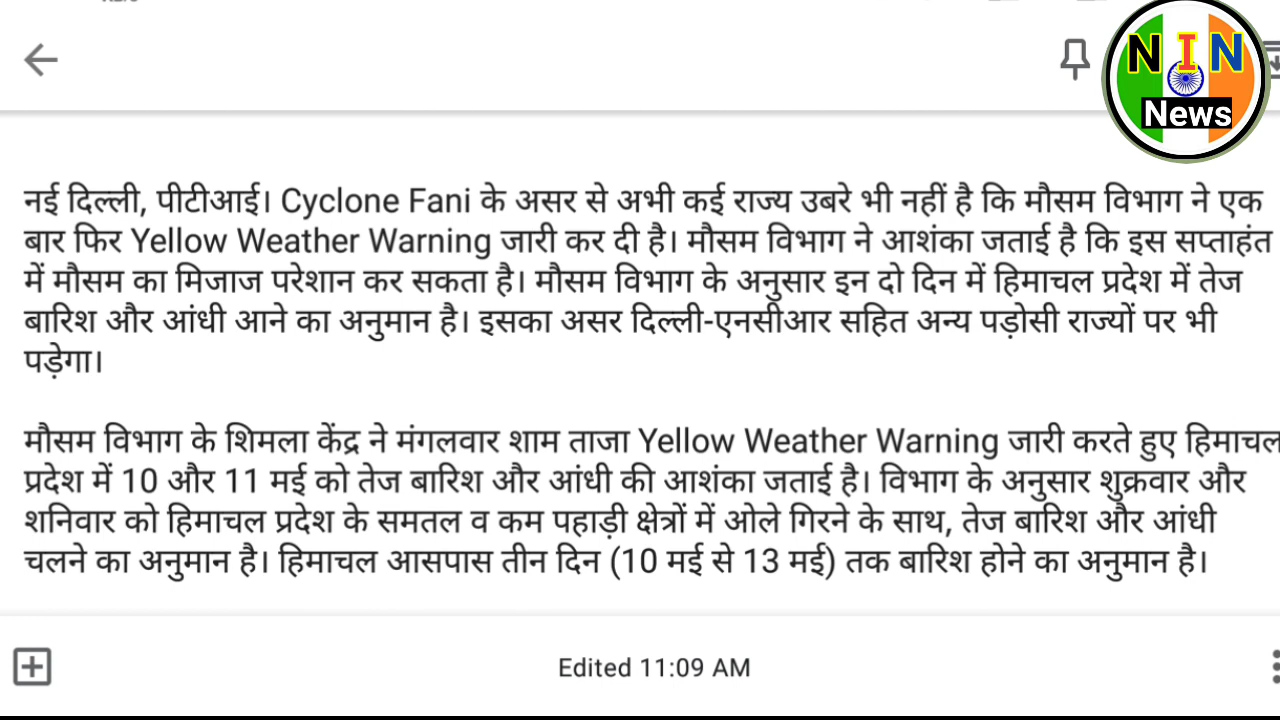 N I N
News
नई दिल्ली, पीटीआई। Cyclone Fani के असर से अभी कई राज्य उबरे भी नहीं है कि मौसम विभाग ने एक
बार फिर Yellow Weather Warning जारी कर दी है। मौसम विभाग ने आशंका जताई है कि इस सप्ताहंत
में मौसम का मिजाज परेशान कर सकता है। मौसम विभाग के अनुसार इन दो दिन में हिमाचल प्रदेश में तेज
बारिश और आंधी आने का अनुमान है। इसका असर दिल्ली-एनसीआर सहित अन्य पड़ोसी राज्यों पर भी
पड़ेगा।
मौसम विभाग के शिमला केंद्र ने मंगलवार शाम ताजा Yellow Weather Warning जारी करते हुए हिमाचल
प्रदेश में 10 और 11 मई को तेज बारिश और आंधी की आशंका जताई है। विभाग के अनुसार शुक्रवार और
शनिवार को हिमाचल प्रदेश के समतल व कम पहाड़ी क्षेत्रों में ओले गिरने के साथ, तेज बारिश और आंधी
चलने का अनुमान है। हिमाचल आसपास तीन दिन (10 मई से 13 मई) तक बारिश होने का अनुमान है।
Edited 11:09 AM